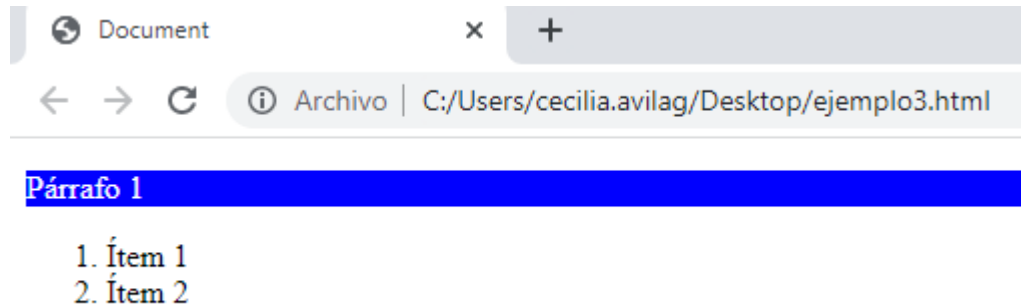 Document
Archivo | C:/Users/cecilia.avilag/Desktop/ejemplo3.html
Párrafo 1
1. Ítem 1
2. Ítem 2